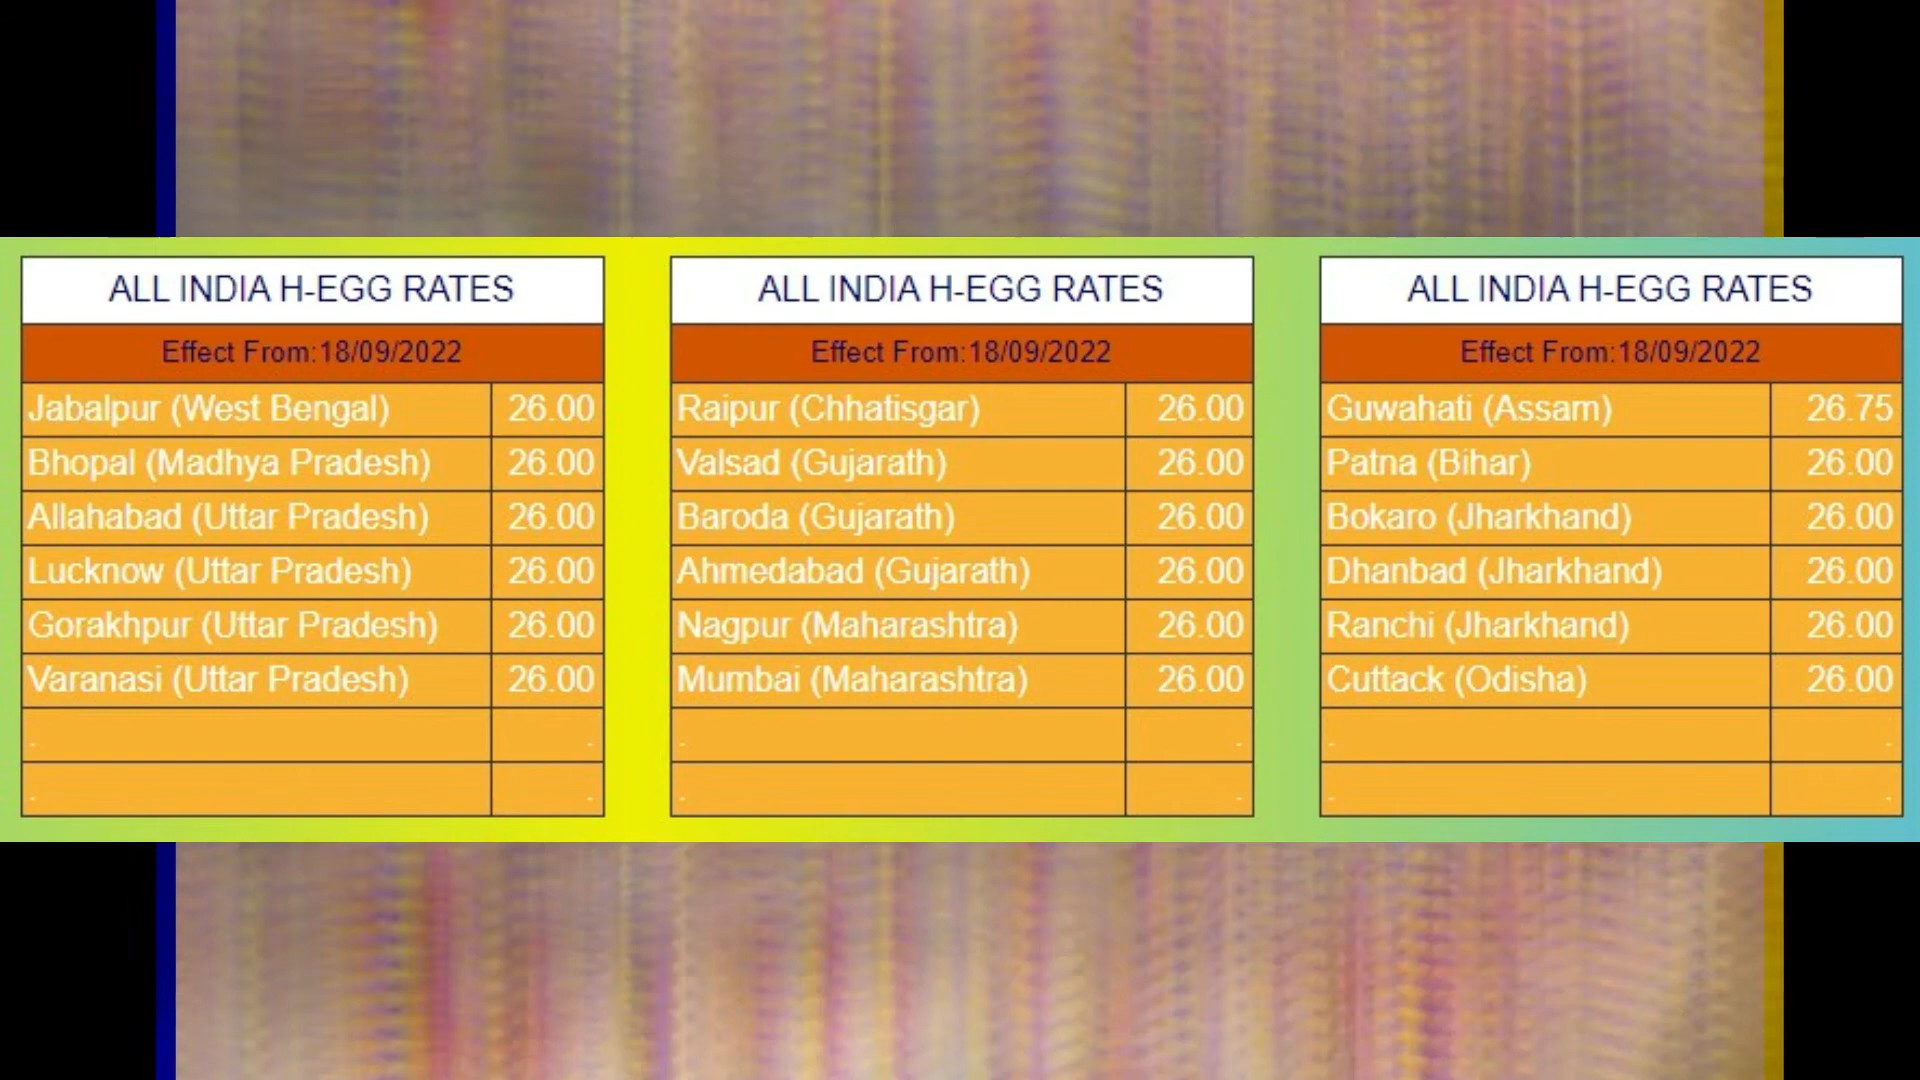 ALL INDIA H-EGG RATES
Effect From:18/09/2022
Jabalpur (West Bengal) 26.00
Bhopal (Madhya Pradesh) 26.00
Allahabad (Uttar Pradesh) 26.00
Lucknow (Uttar Pradesh) 26.00
Gorakhpur (Uttar Pradesh) 26.00
Varanasi (Uttar Pradesh) 26.00
. .
. .
ALL INDIA H-EGG RATES
Effect From:18/09/2022
Raipur (Chhatisgar) 26.00
Valsad (Gujarath) 26.00
Baroda (Gujarath) 26.00
Ahmedabad (Gujarath) 26.00
Nagpur (Maharashtra) 26.00
Mumbai (Maharashtra) 26.00
. .
. .
ALL INDIA H-EGG RATES
Effect From:18/09/2022
Guwahati (Assam) 26.75
Patna (Bihar) 26.00
Bokaro (Jharkhand) 26.00
Dhanbad (Jharkhand) 26.00
Ranchi (Jharkhand) 26.00
Cuttack (Odisha) 26.00
. .
. .